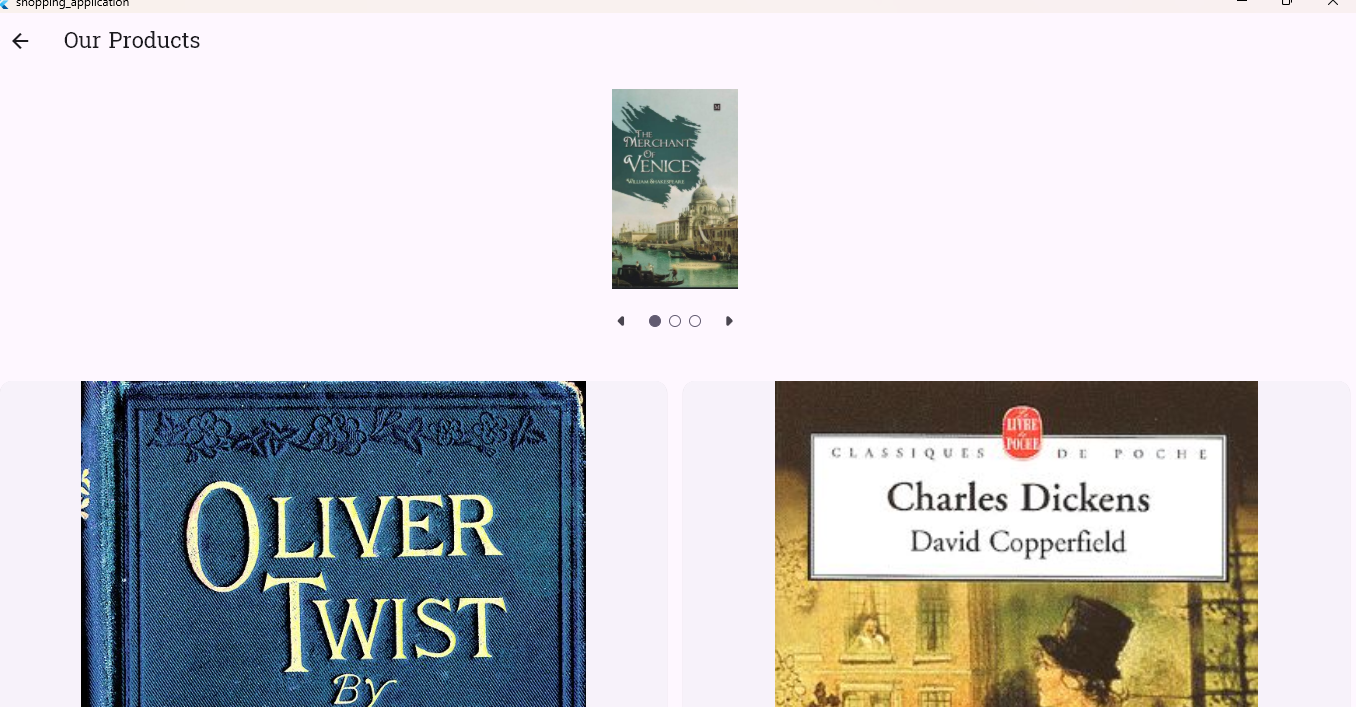 shopping_application
Our Products
M
THE
MERCHANT
OF
VENICE
WILLIAM SHAKESPEARE
OLIVER
TWIST
BY
LE
LIVRE
de
POCHE
CLASSIQUES DE POCHE
Charles Dickens
David Copperfield